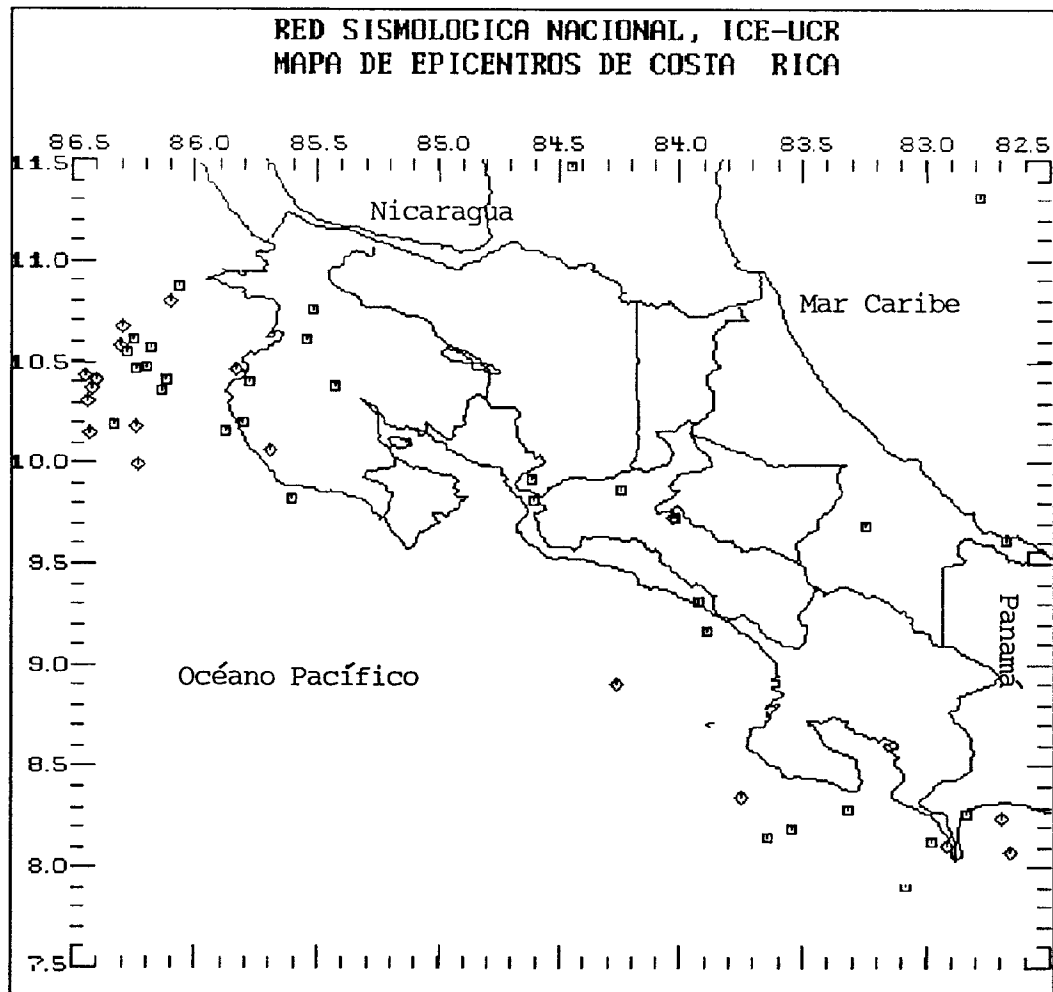 RED SISMOLOGICA NACIONAL, ICE-UCR
MAPA DE EPICENTROS DE COSTA RICA
86.5 86.0 85.5 85.0 84.5 84.0 83.5 83.0 82.5
11.5
Nicaragua
11.0
Mar Caribe
10.5
10.0
9.5
Panama
9.0
Océano Pacífico
8.5
8.0
7.5